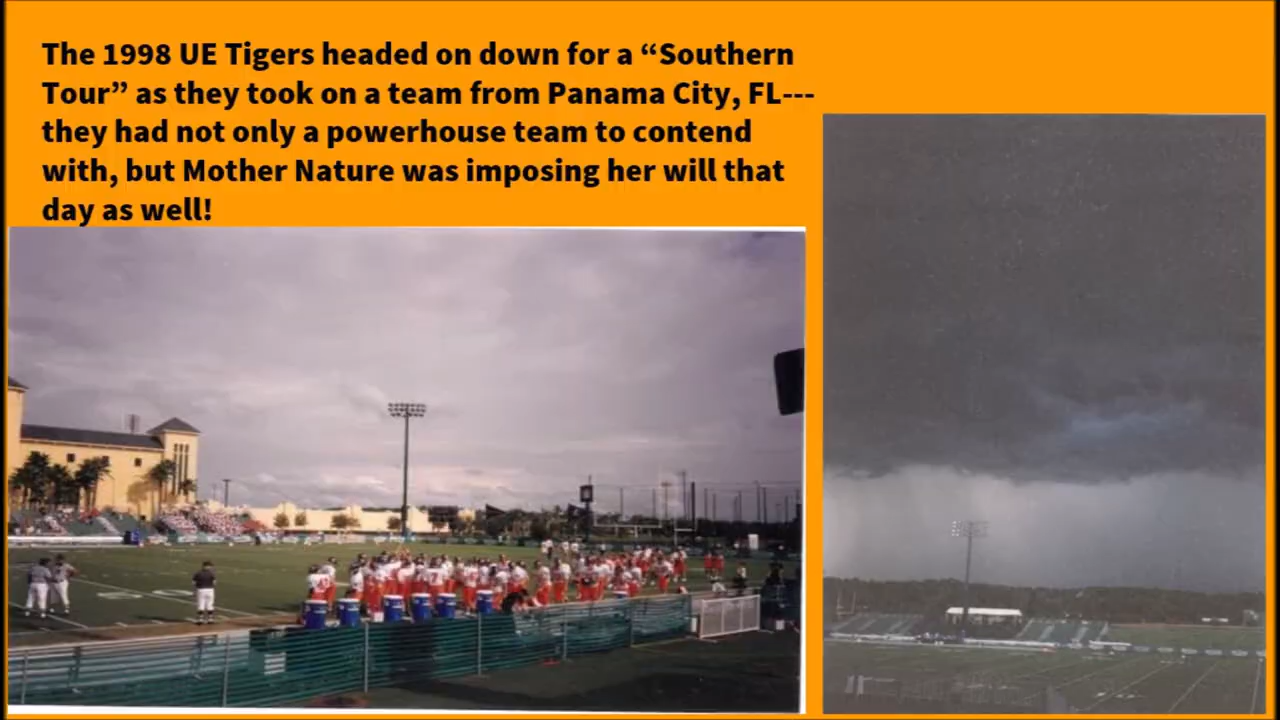 The 1998 UE Tigers headed on down for a “Southern
Tour” as they took on a team from Panama City, FL---
they had not only a powerhouse team to contend
with, but Mother Nature was imposing her will that
day as well!